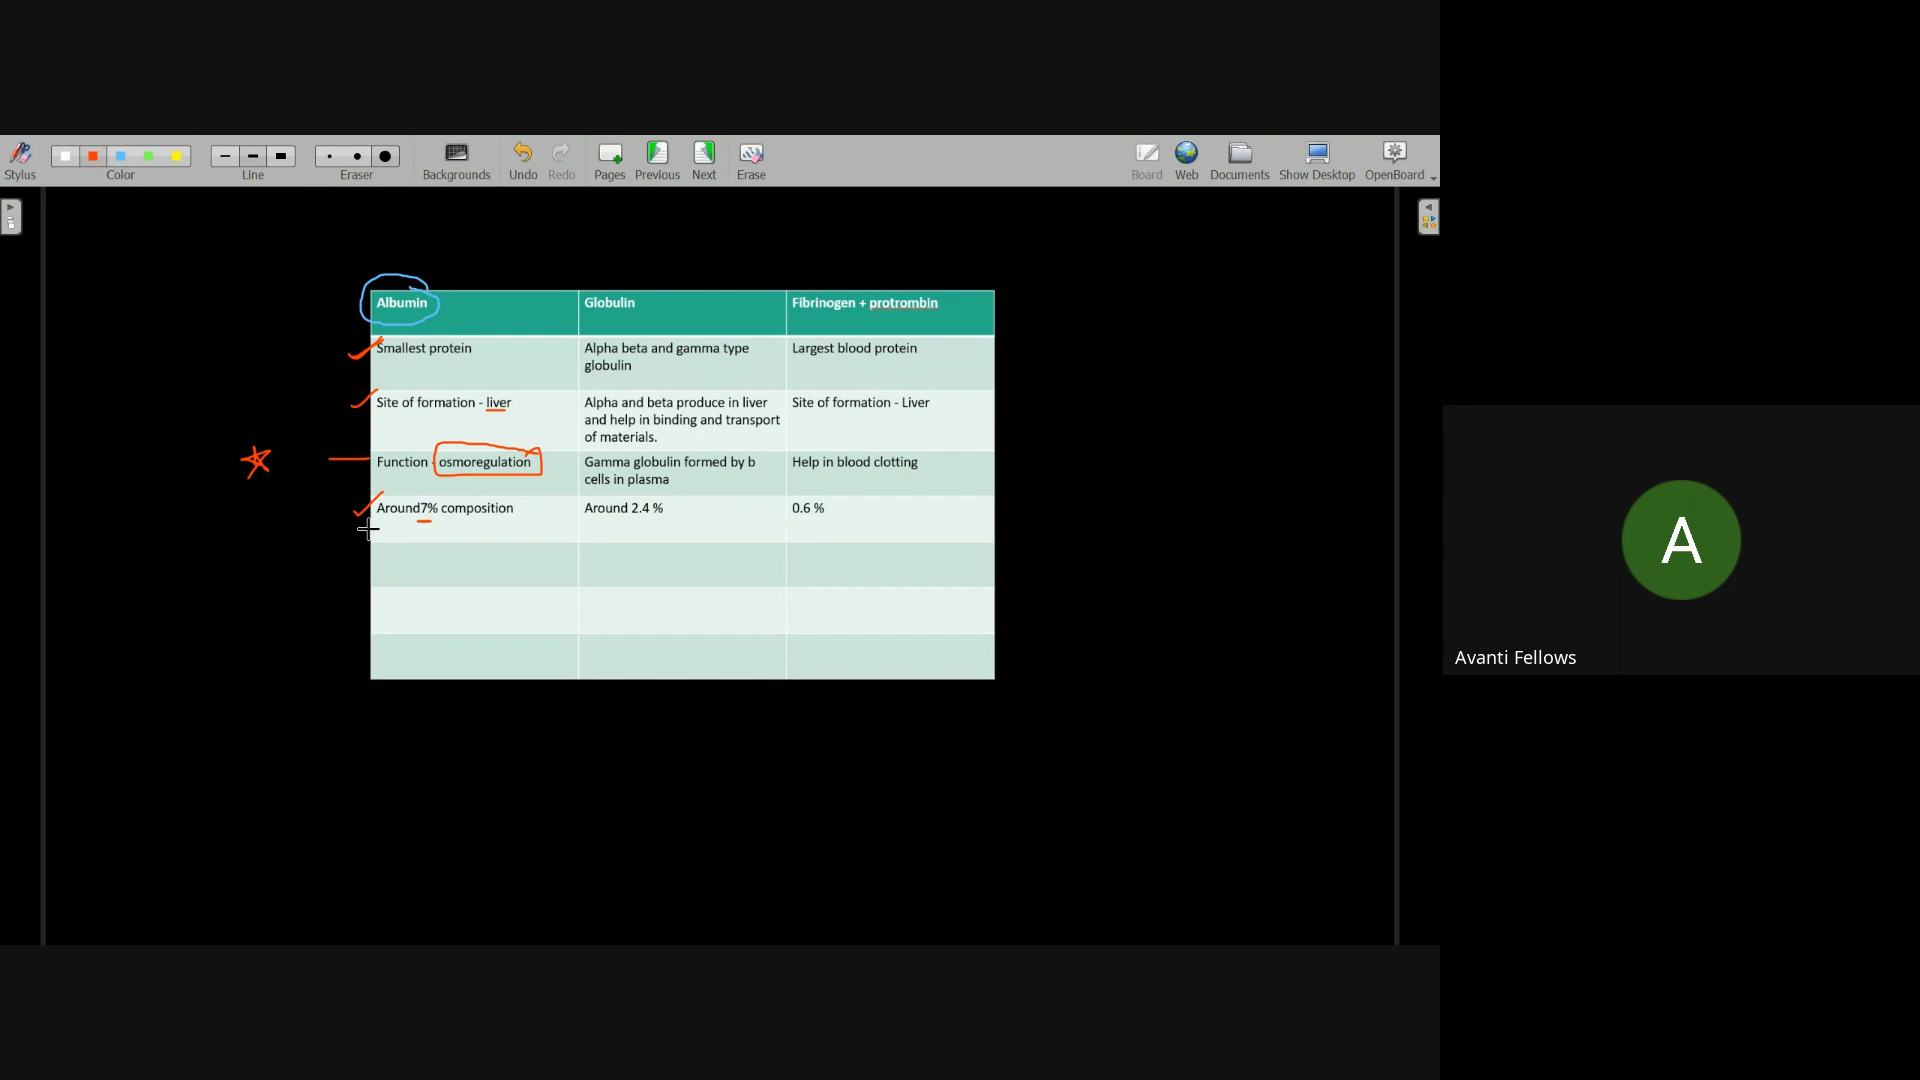 Stylus Color Line Eraser Backgrounds Undo Redo Pages Previous Next Erase Board Web Documents Show Desktop OpenBoard
Albumin Globulin Fibrinogen + protrombin
Smallest protein Alpha beta and gamma type Largest blood protein
globulin
Site of formation - liver Alpha and beta produce in liver Site of formation - Liver
and help in binding and transport
of materials.
Function - osmoregulation Gamma globulin formed by b Help in blood clotting
cells in plasma
Around7% composition Around 2.4 % 0.6 %
A
Avanti Fellows